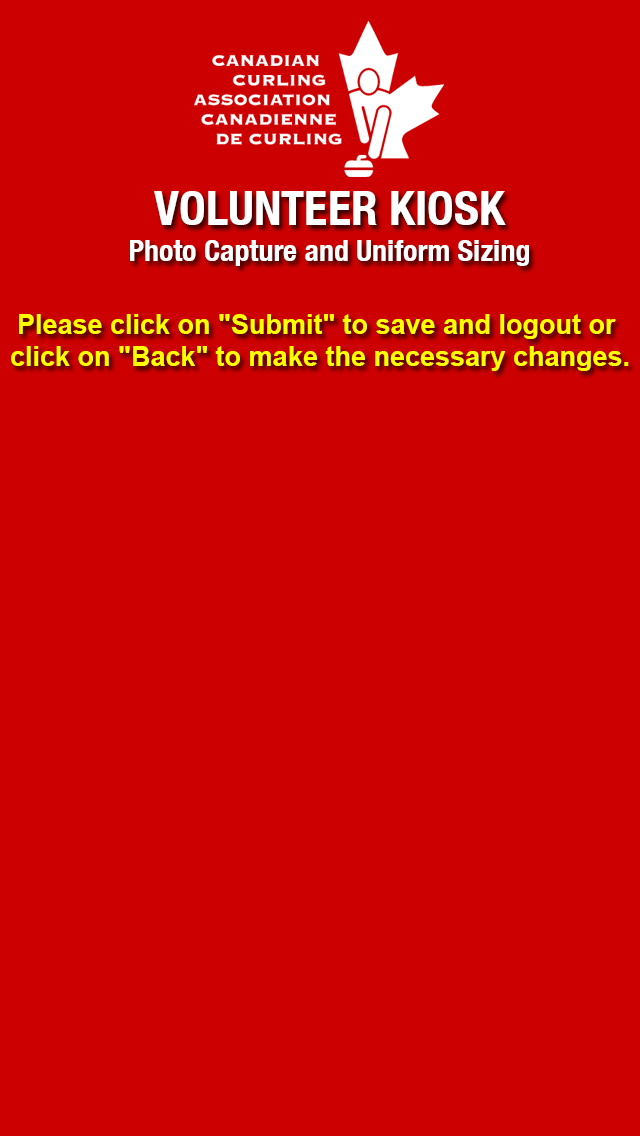 CANADIAN
CURLING
ASSOCIATION
CANADIENNE
DE CURLING
VOLUNTEER KIOSK
Photo Capture and Uniform Sizing
Please click on "Submit" to save and logout or
click on "Back" to make the necessary changes.